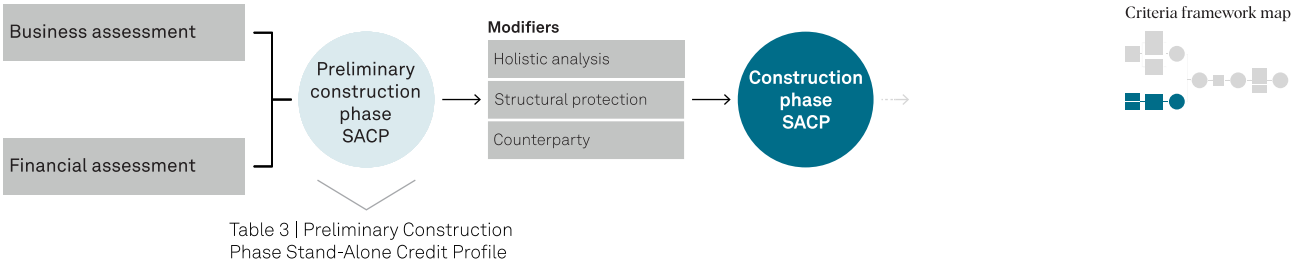 Business assessment
Financial assessment
Preliminary
construction
phase
SACP
Table 3 | Preliminary Construction
Phase Stand-Alone Credit Profile
Modifiers
Holistic analysis
Structural protection
Counterparty
Construction
phase
SACP
Criteria framework map